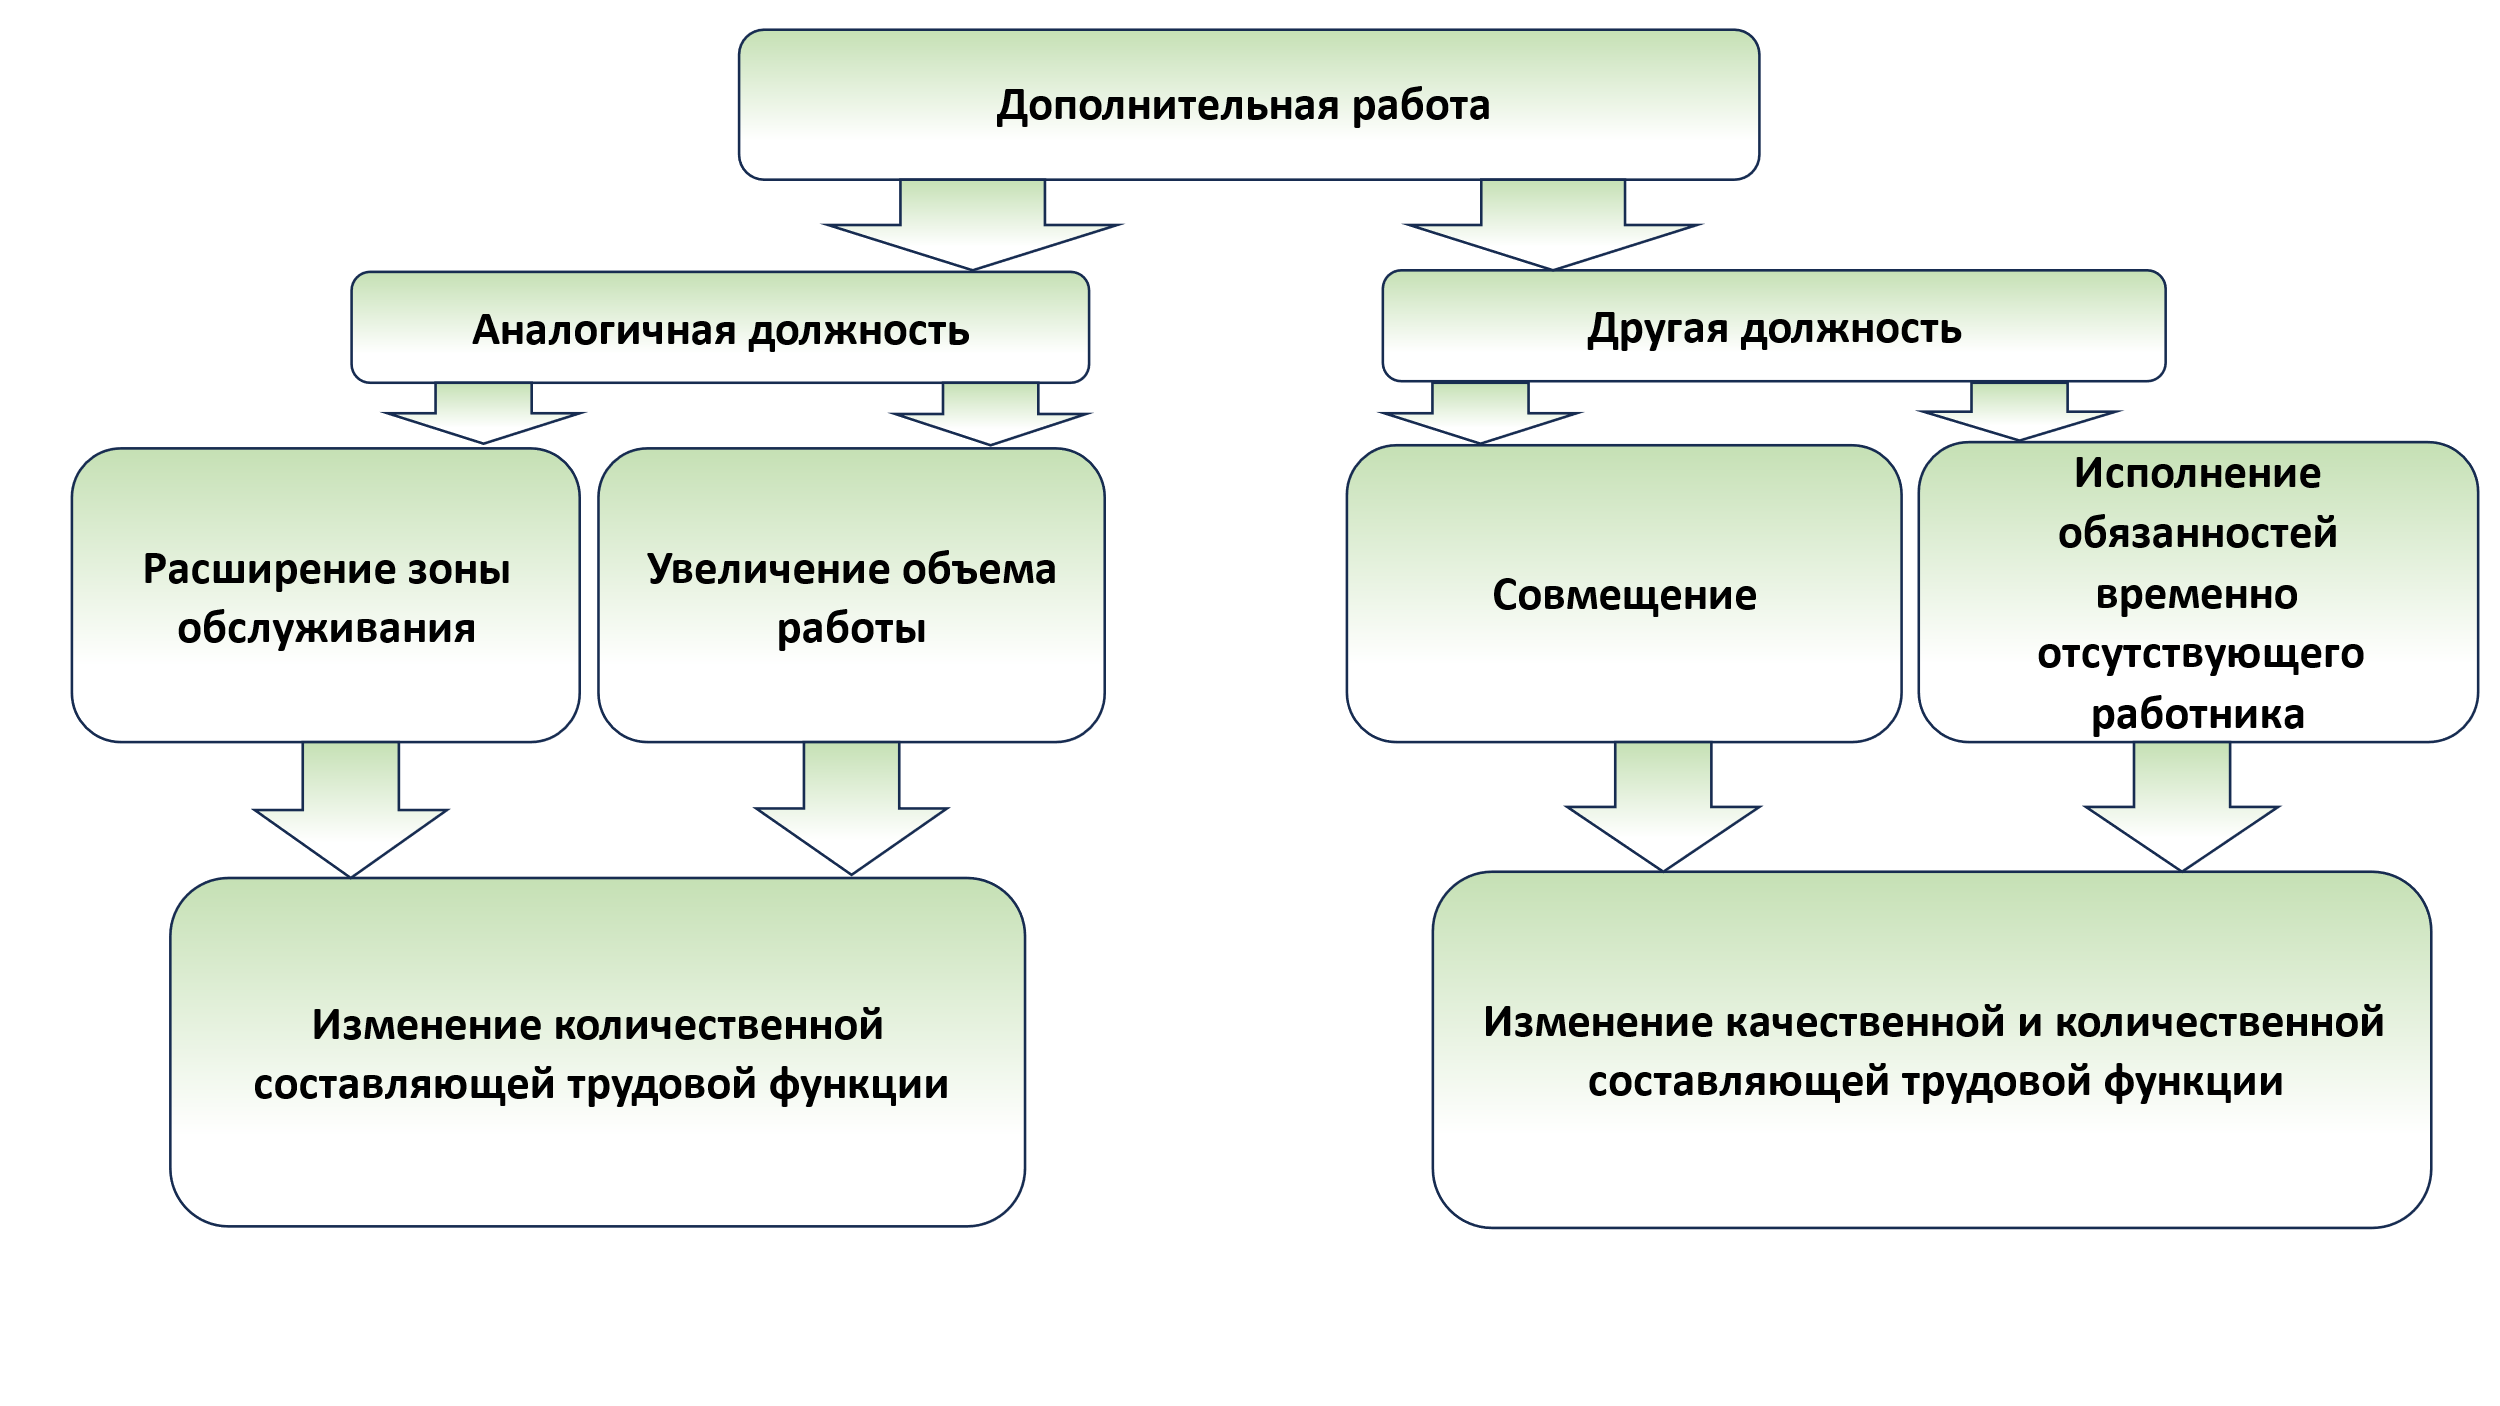 Дополнительная работа
Аналогичная должность
Другая должность
Расширение зоны
обслуживания
Увеличение объема
работы
Совмещение
Исполнение
обязанностей
временно
отсутствующего
работника
Изменение количественной
составляющей трудовой функции
Изменение качественной и количественной
составляющей трудовой функции